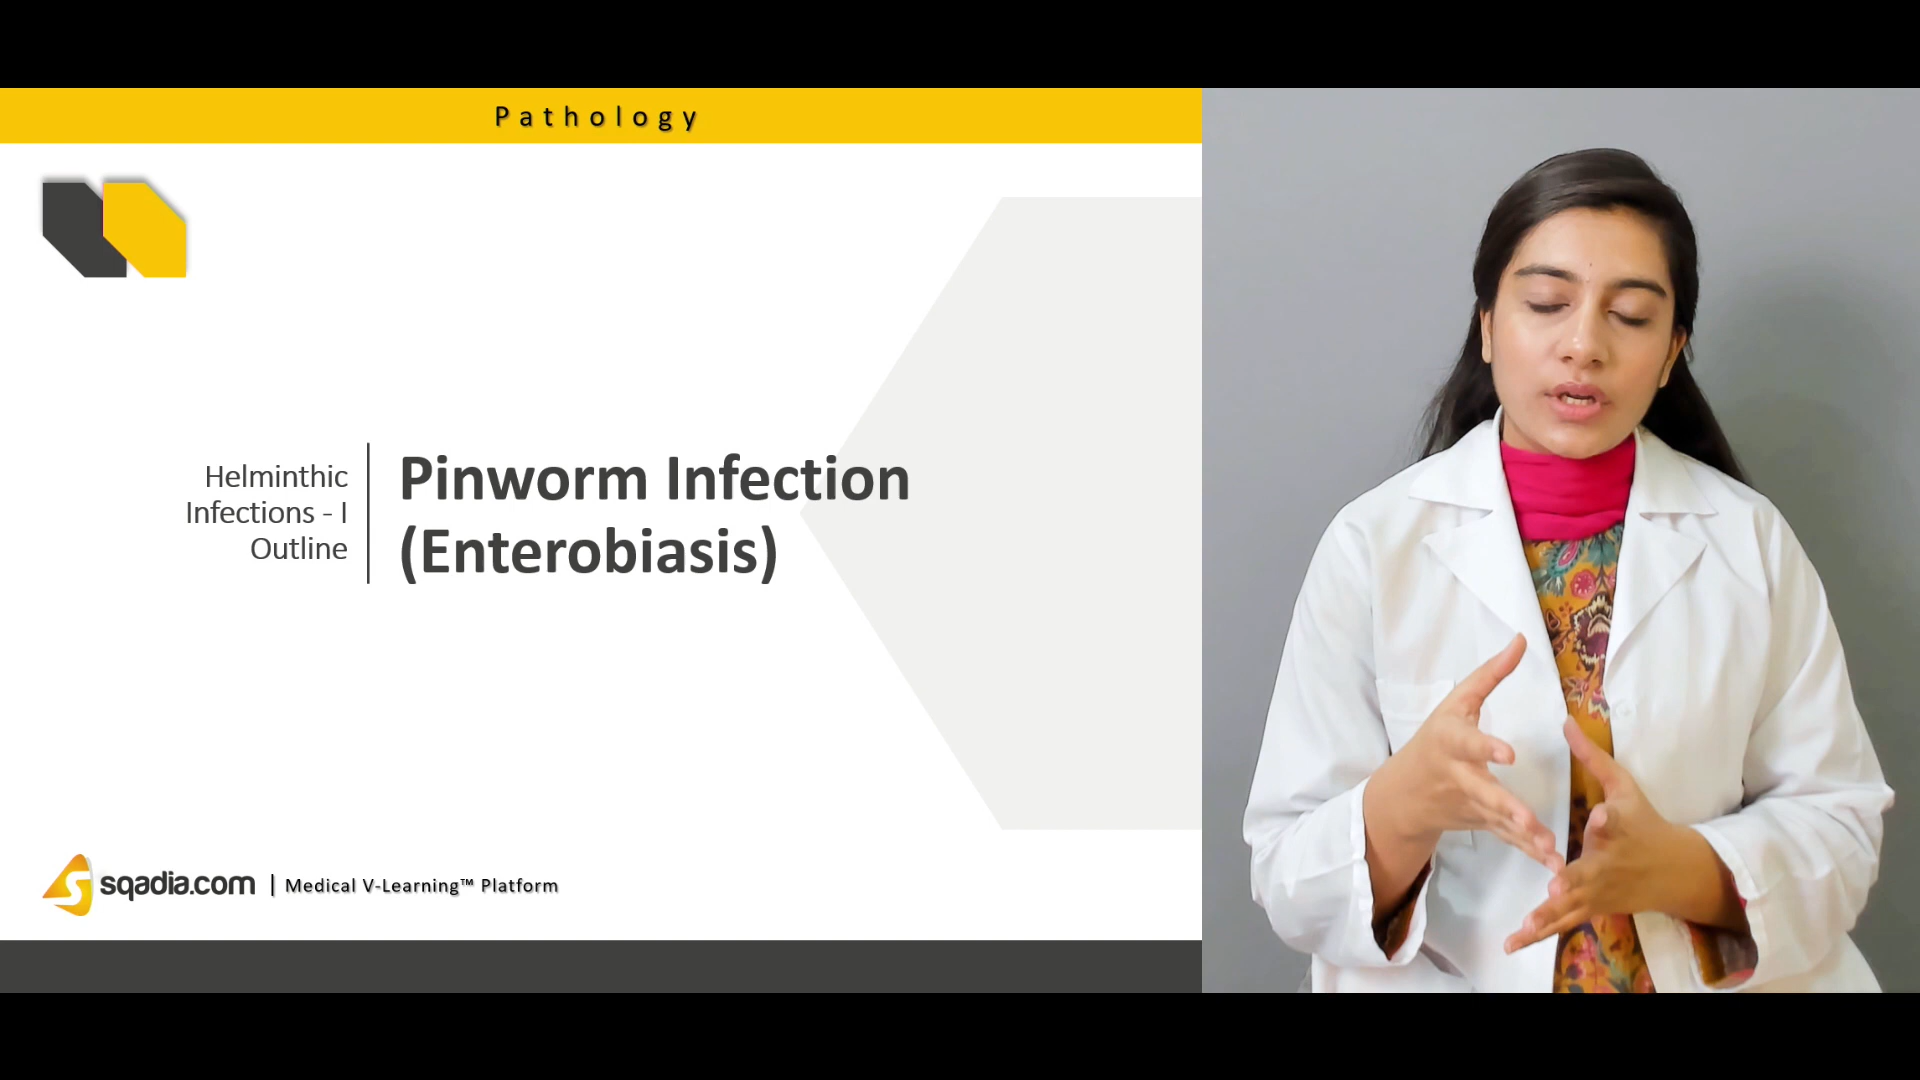 Pathology
Helminthic
Infections - I
Outline
Pinworm Infection
(Enterobiasis)
sqadia.com | Medical V-Learning™ Platform